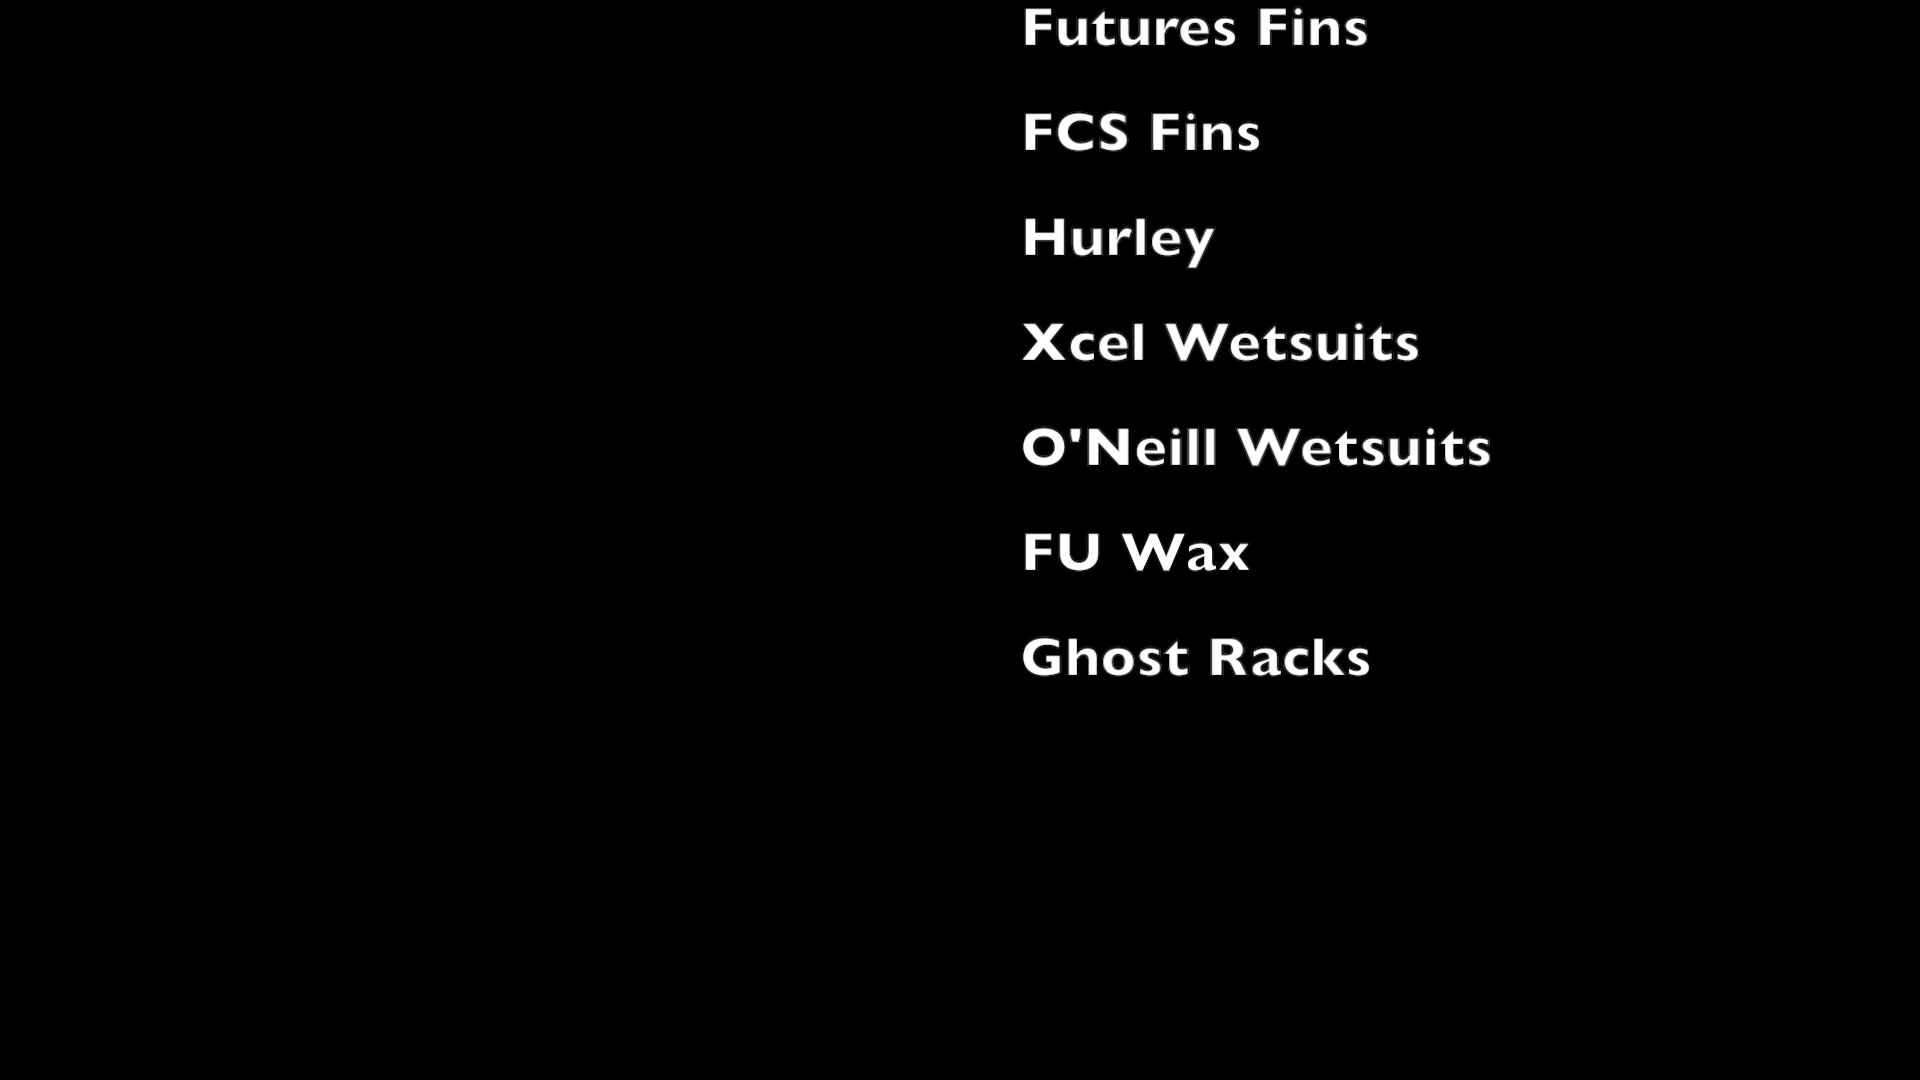 Futures Fins
FCS Fins
Hurley
Xcel Wetsuits
O'Neill Wetsuits
FU Wax
Ghost Racks